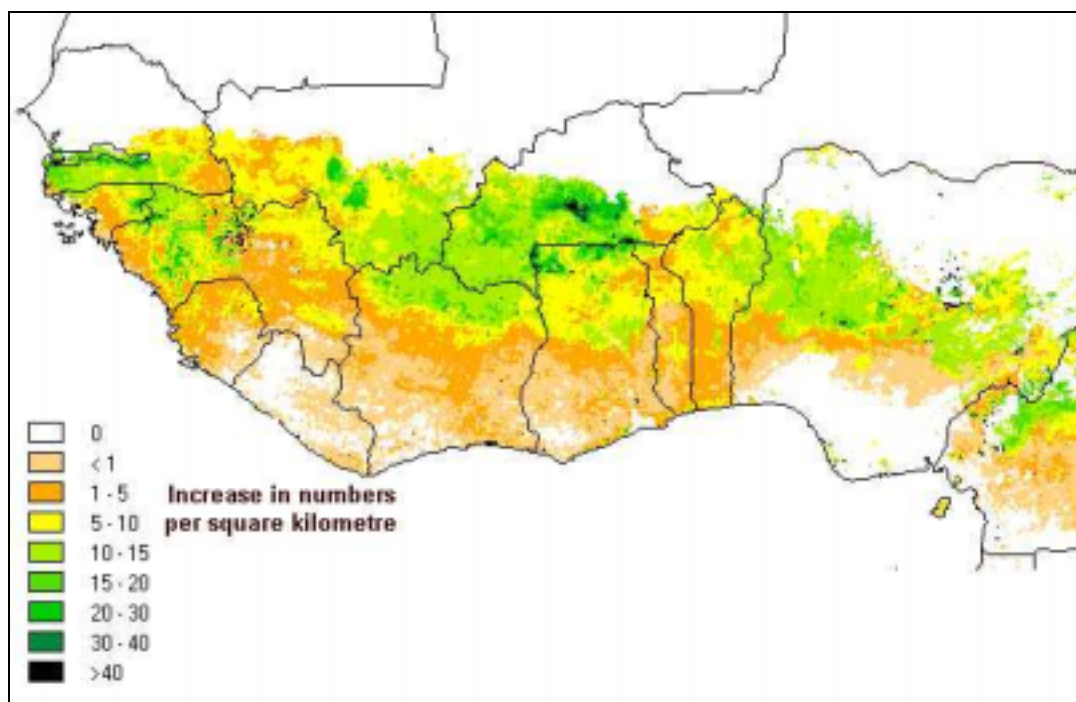 0
< 1
1 - 5
5 - 10
10 - 15
15 - 20
20 - 30
30 - 40
>40
Increase in numbers
per square kilometre